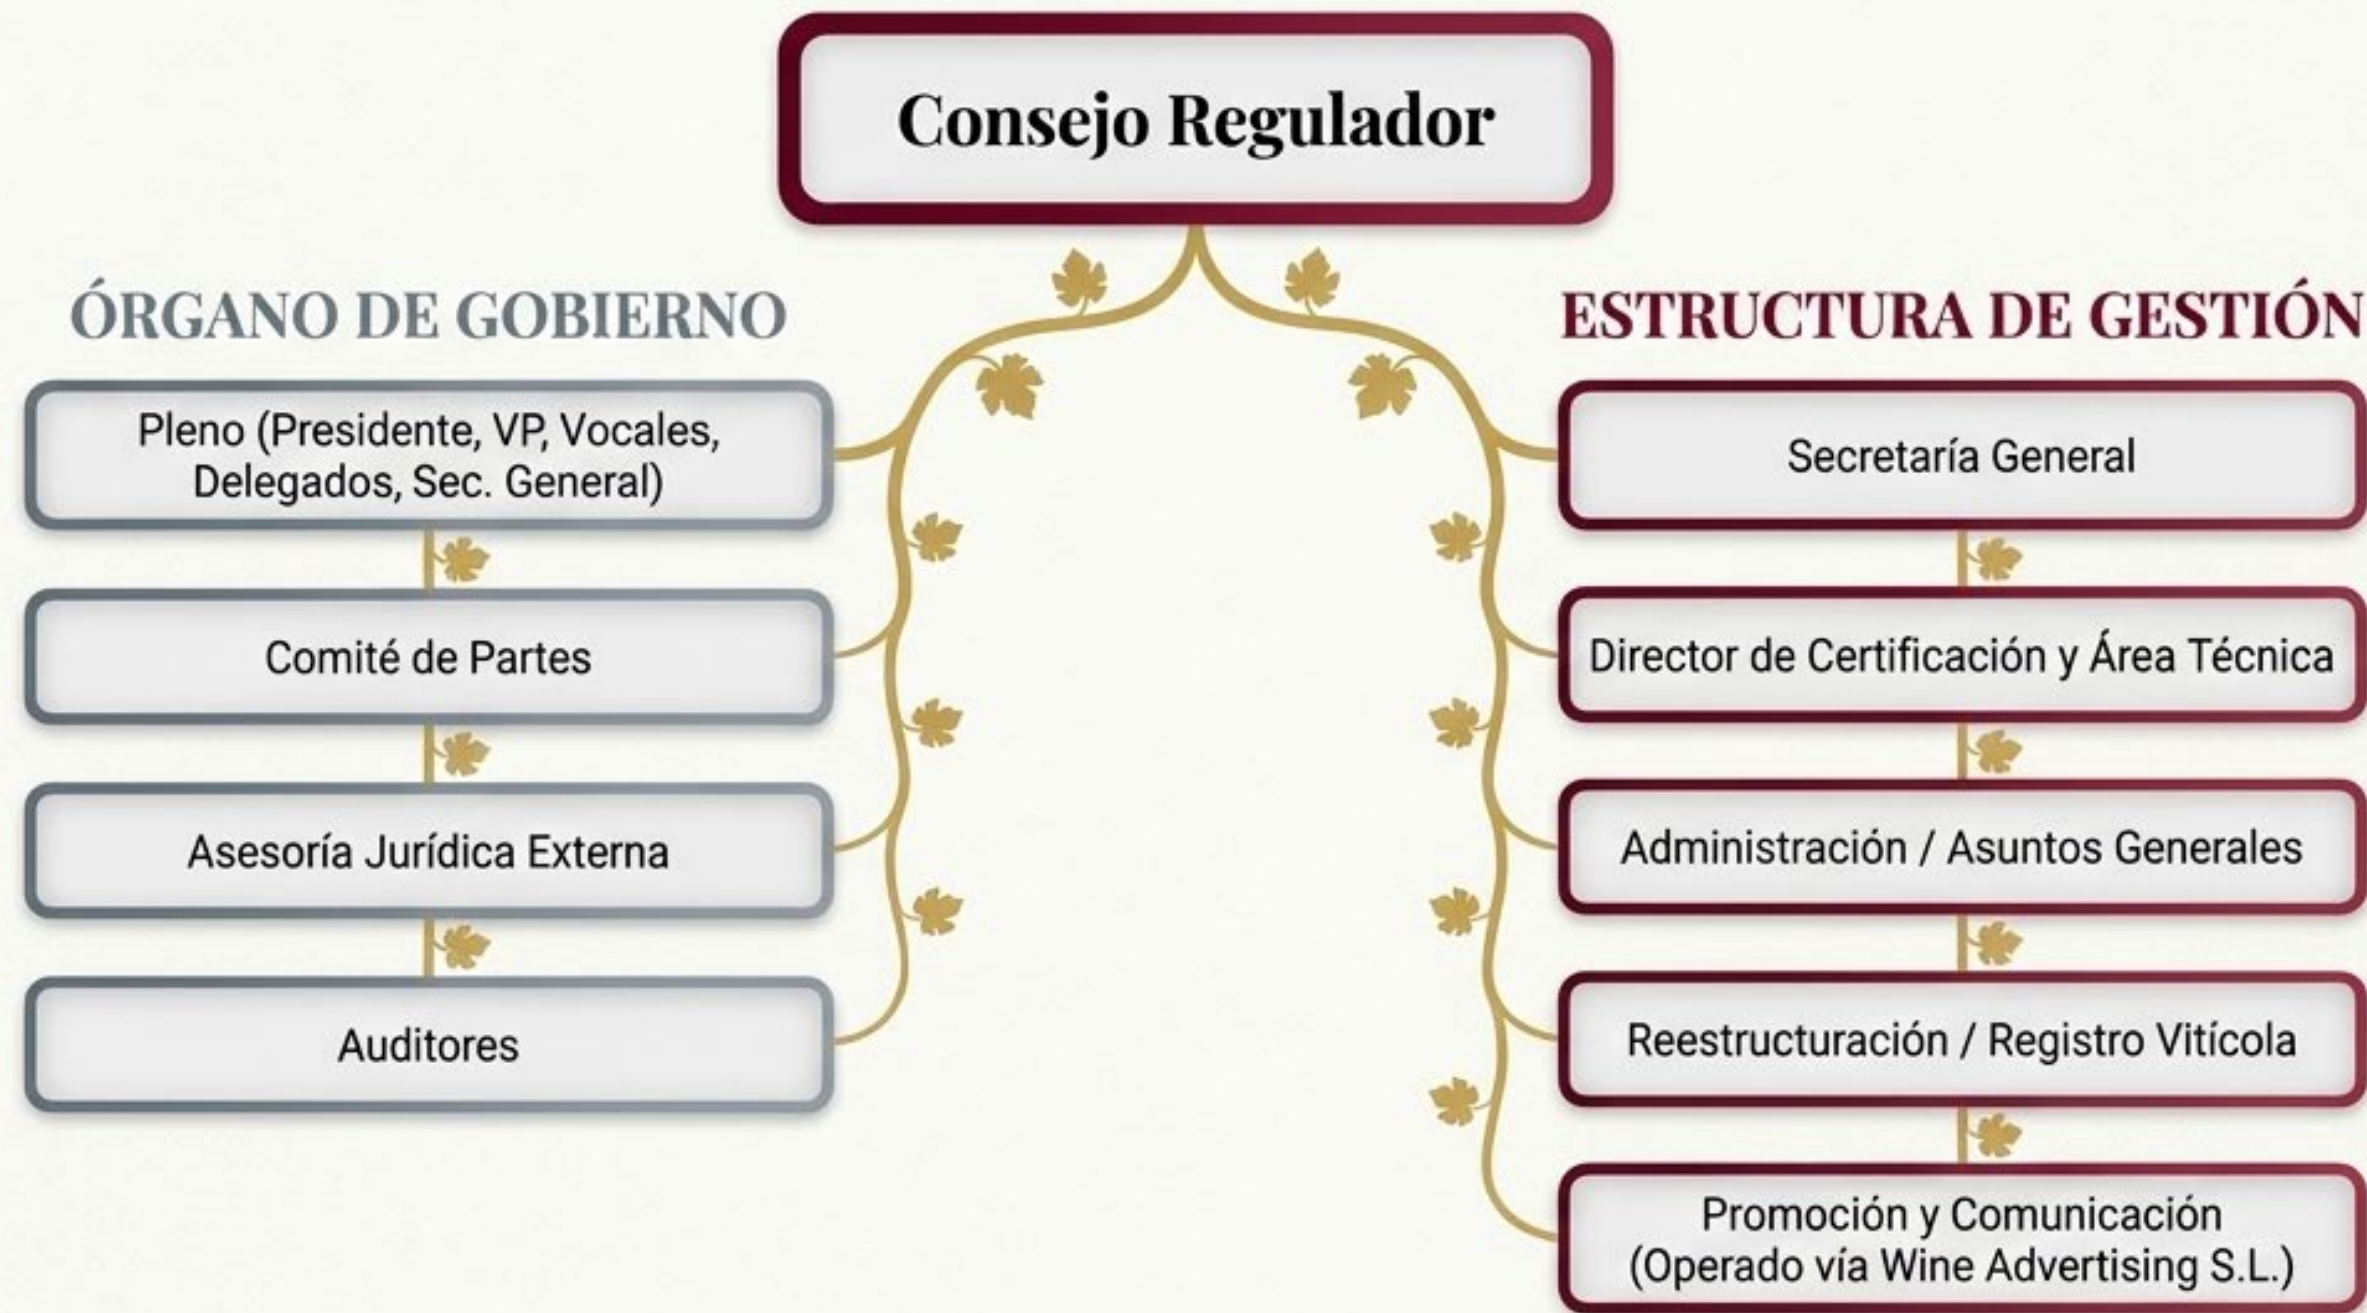 Consejo Regulador
ÓRGANO DE GOBIERNO
Pleno (Presidente, VP, Vocales,
Delegados, Sec. General)
Comité de Partes
Asesoría Jurídica Externa
Auditores
ESTRUCTURA DE GESTIÓN
Secretaría General
Director de Certificación y Área Técnica
Administración / Asuntos Generales
Reestructuración / Registro Vitícola
Promoción y Comunicación
(Operado vía Wine Advertising S.L.)